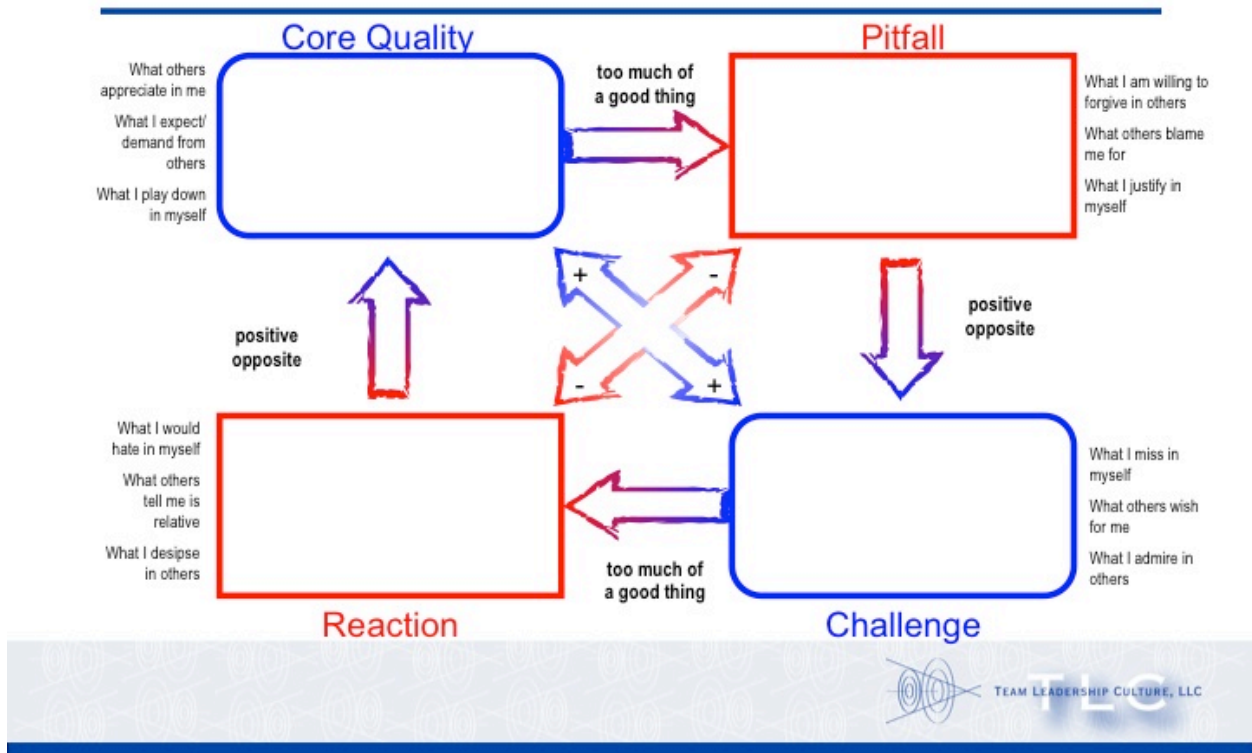 Core Quality
Pitfall
What others
appreciate in me
What I expect/
demand from
others
What I play down
in myself
too much of
a good thing
What I am willing to
forgive in others
What others blame
me for
What I justify in
myself
+
-
-
+
positive
opposite
positive
opposite
What I would
hate in myself
What others
tell me is
relative
What I desipse
in others
too much of
a good thing
What I miss in
myself
What others wish
for me
What I admire in
others
Reaction
Challenge
TLC
TEAM LEADERSHIP CULTURE, LLC